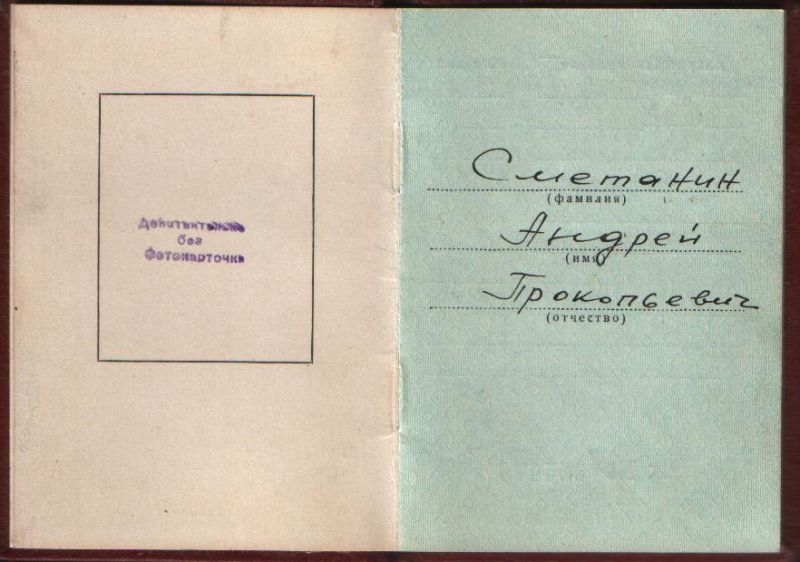 Действительно
без
фотокарточки
Сметанин
(фамилия)
Андрей
(имя)
Прокопьевич
(отчество)